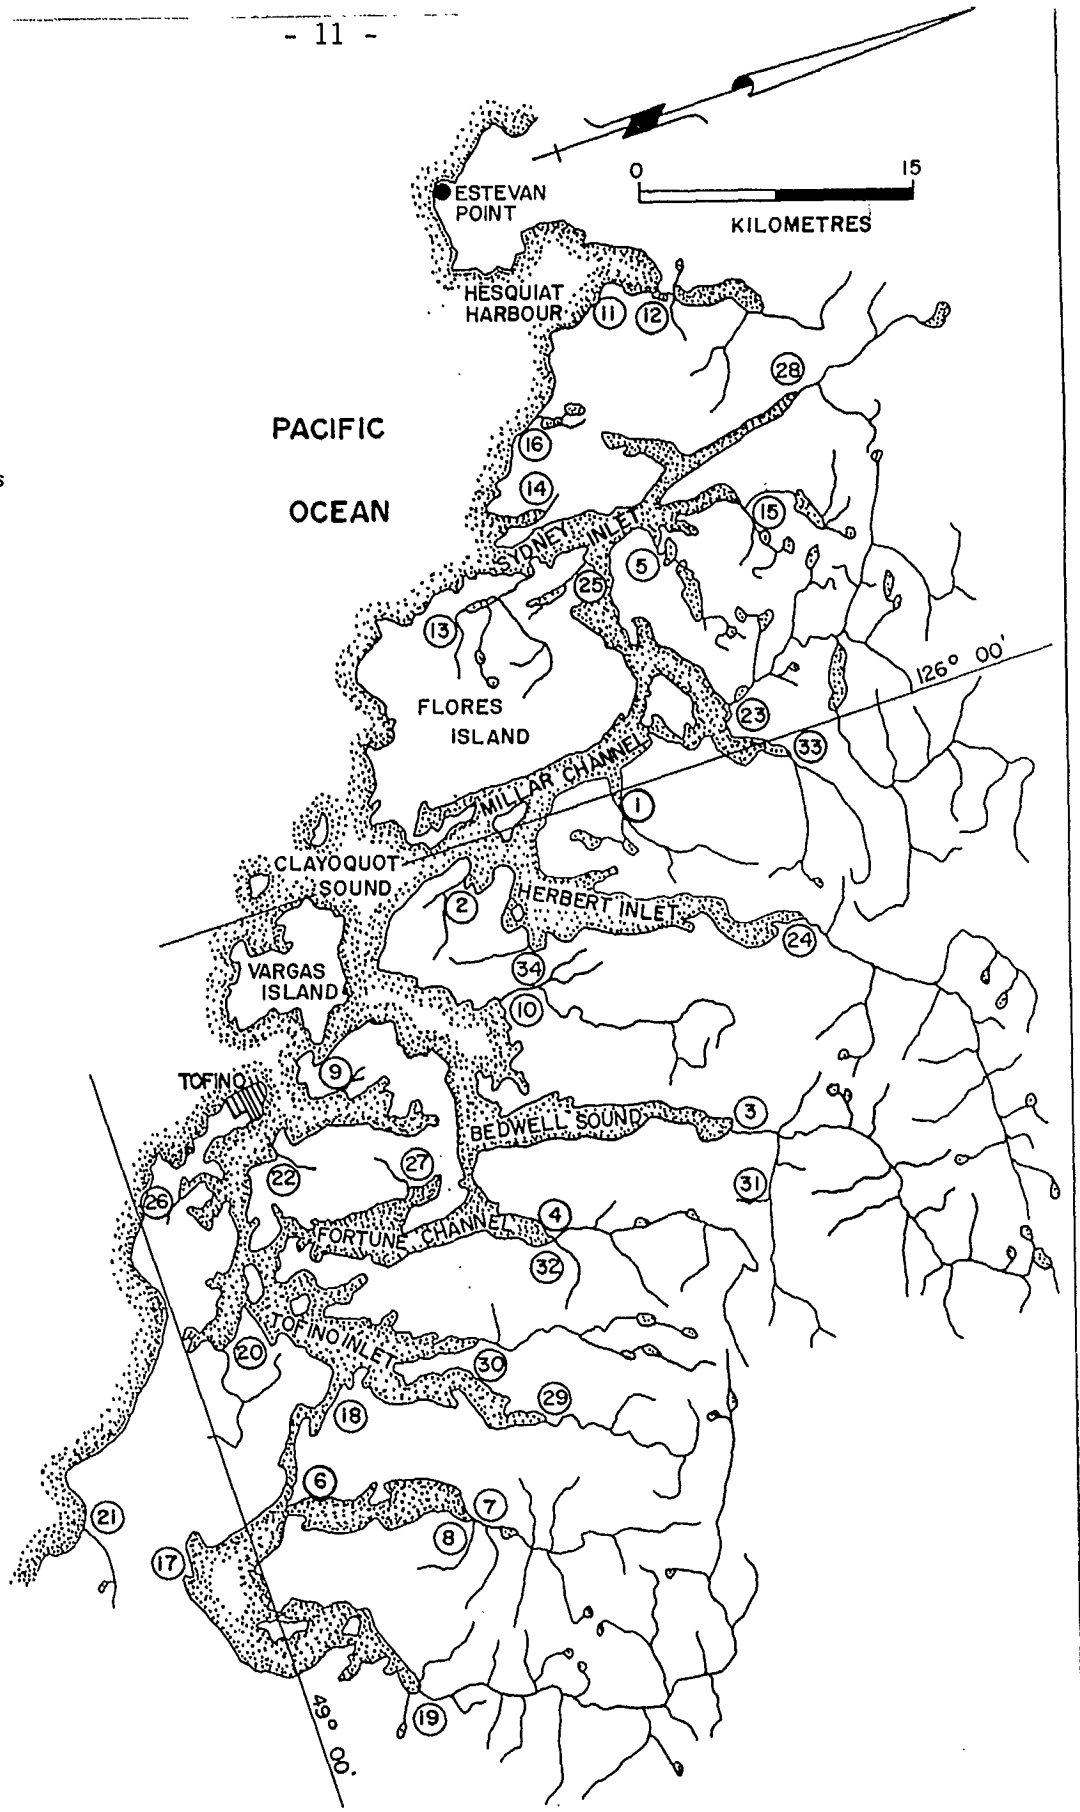 - 11 -
0 15
KILOMETRES
ESTEVAN
POINT
HESQUIAT
HARBOUR
11
12
28
PACIFIC
16
s
14
OCEAN
15
SYDNEY INLET
5
25
13
126° 00'
FLORES
ISLAND
23
33
MILLAR CHANNEL
1
CLAYOQUOT
SOUND
2
HERBERT INLET
24
34
VARGAS
ISLAND
10
9
TOFINO
3
BEDWELL SOUND
27
22
31
26
4
FORTUNE CHANNEL
32
TOFINO INLET
20
30
29
18
6
7
21
8
17
49° 00'
19